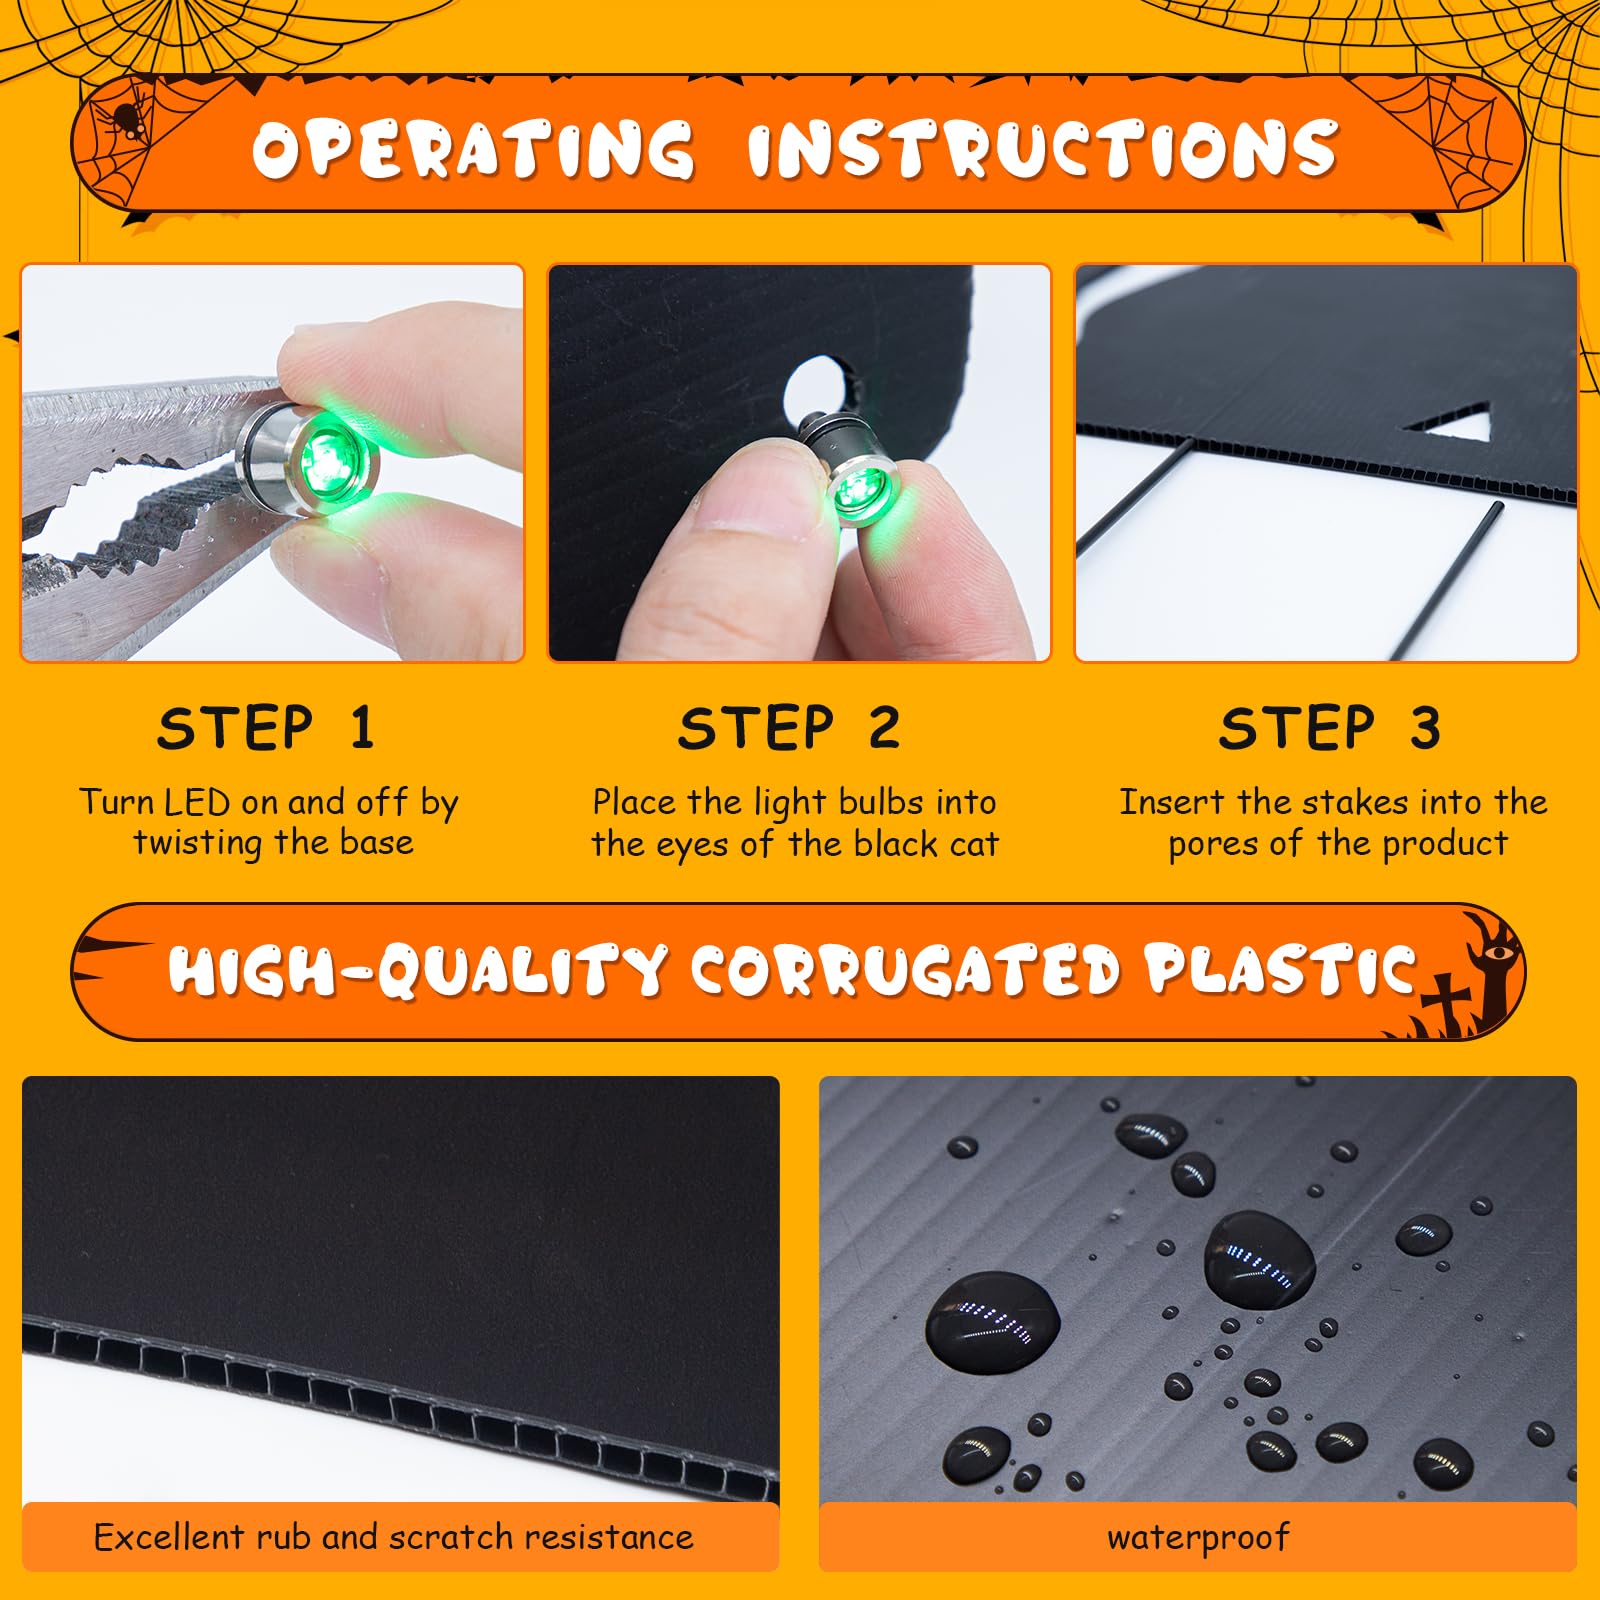 OPERATING INSTRUCTIONS
STEP 1
Turn LED on and off by
twisting the base
STEP 2
Place the light bulbs into
the eyes of the black cat
STEP 3
Insert the stakes into the
pores of the product
HIGH-QUALITY CORRUGATED PLASTIC
Excellent rub and scratch resistance
waterproof